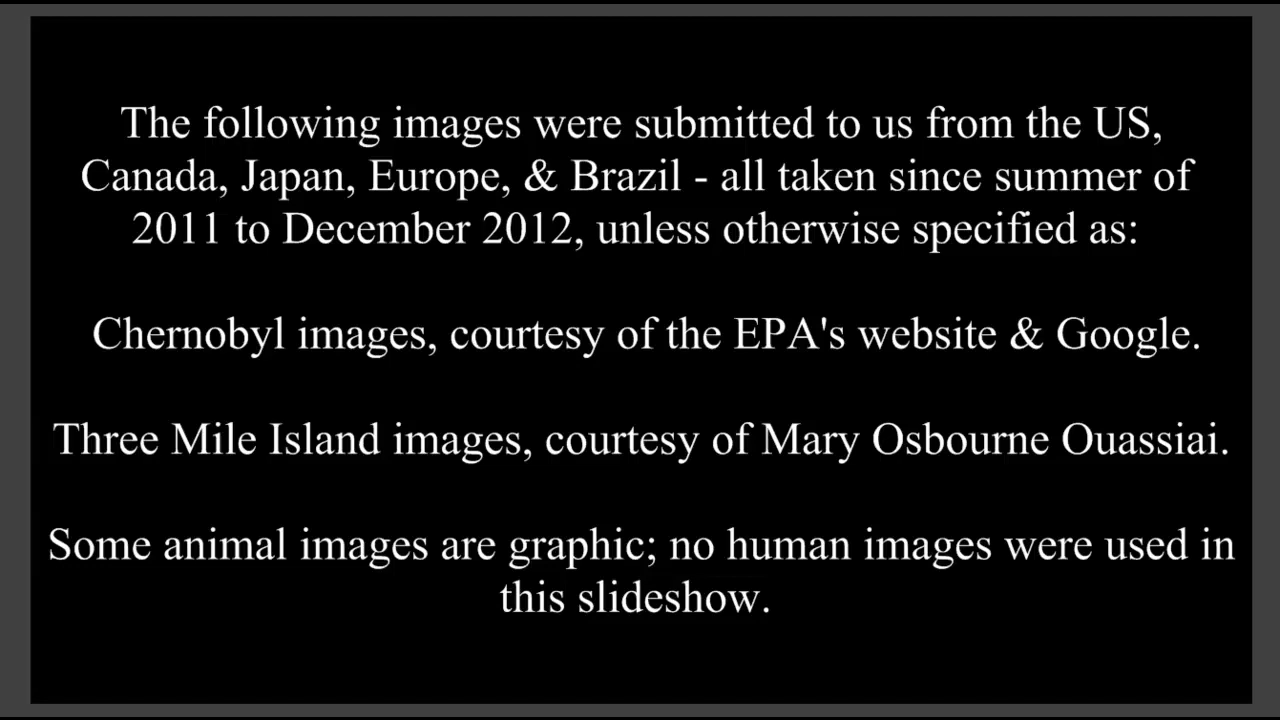 The following images were submitted to us from the US,
Canada, Japan, Europe, & Brazil - all taken since summer of
2011 to December 2012, unless otherwise specified as:
Chernobyl images, courtesy of the EPA's website & Google.
Three Mile Island images, courtesy of Mary Osbourne Ouassiai.
Some animal images are graphic; no human images were used in
this slideshow.